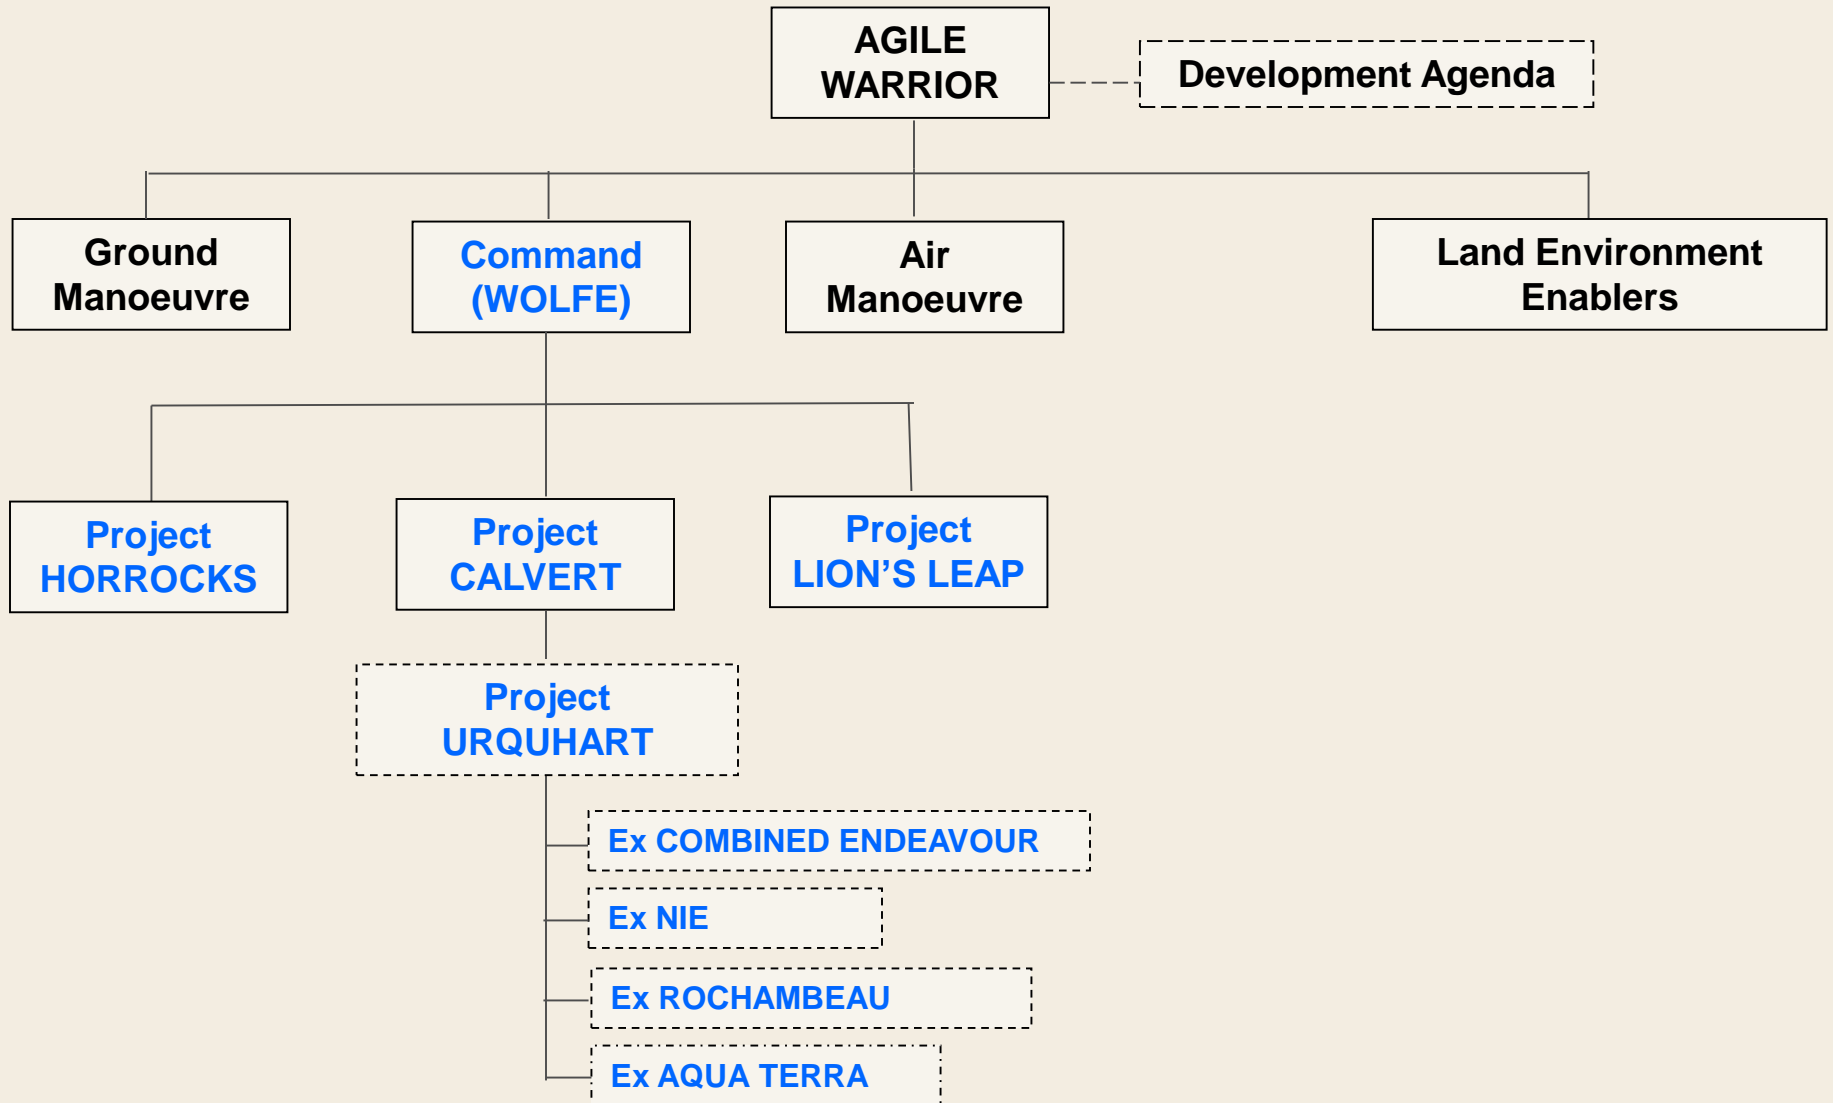 AGILE
WARRIOR
Development Agenda
Ground
Manoeuvre
Command
(WOLFE)
Air
Manoeuvre
Land Environment
Enablers
Project
HORROCKS
Project
CALVERT
Project
LION’S LEAP
Project
URQUHART
Ex COMBINED ENDEAVOUR
Ex NIE
Ex ROCHAMBEAU
Ex AQUA TERRA